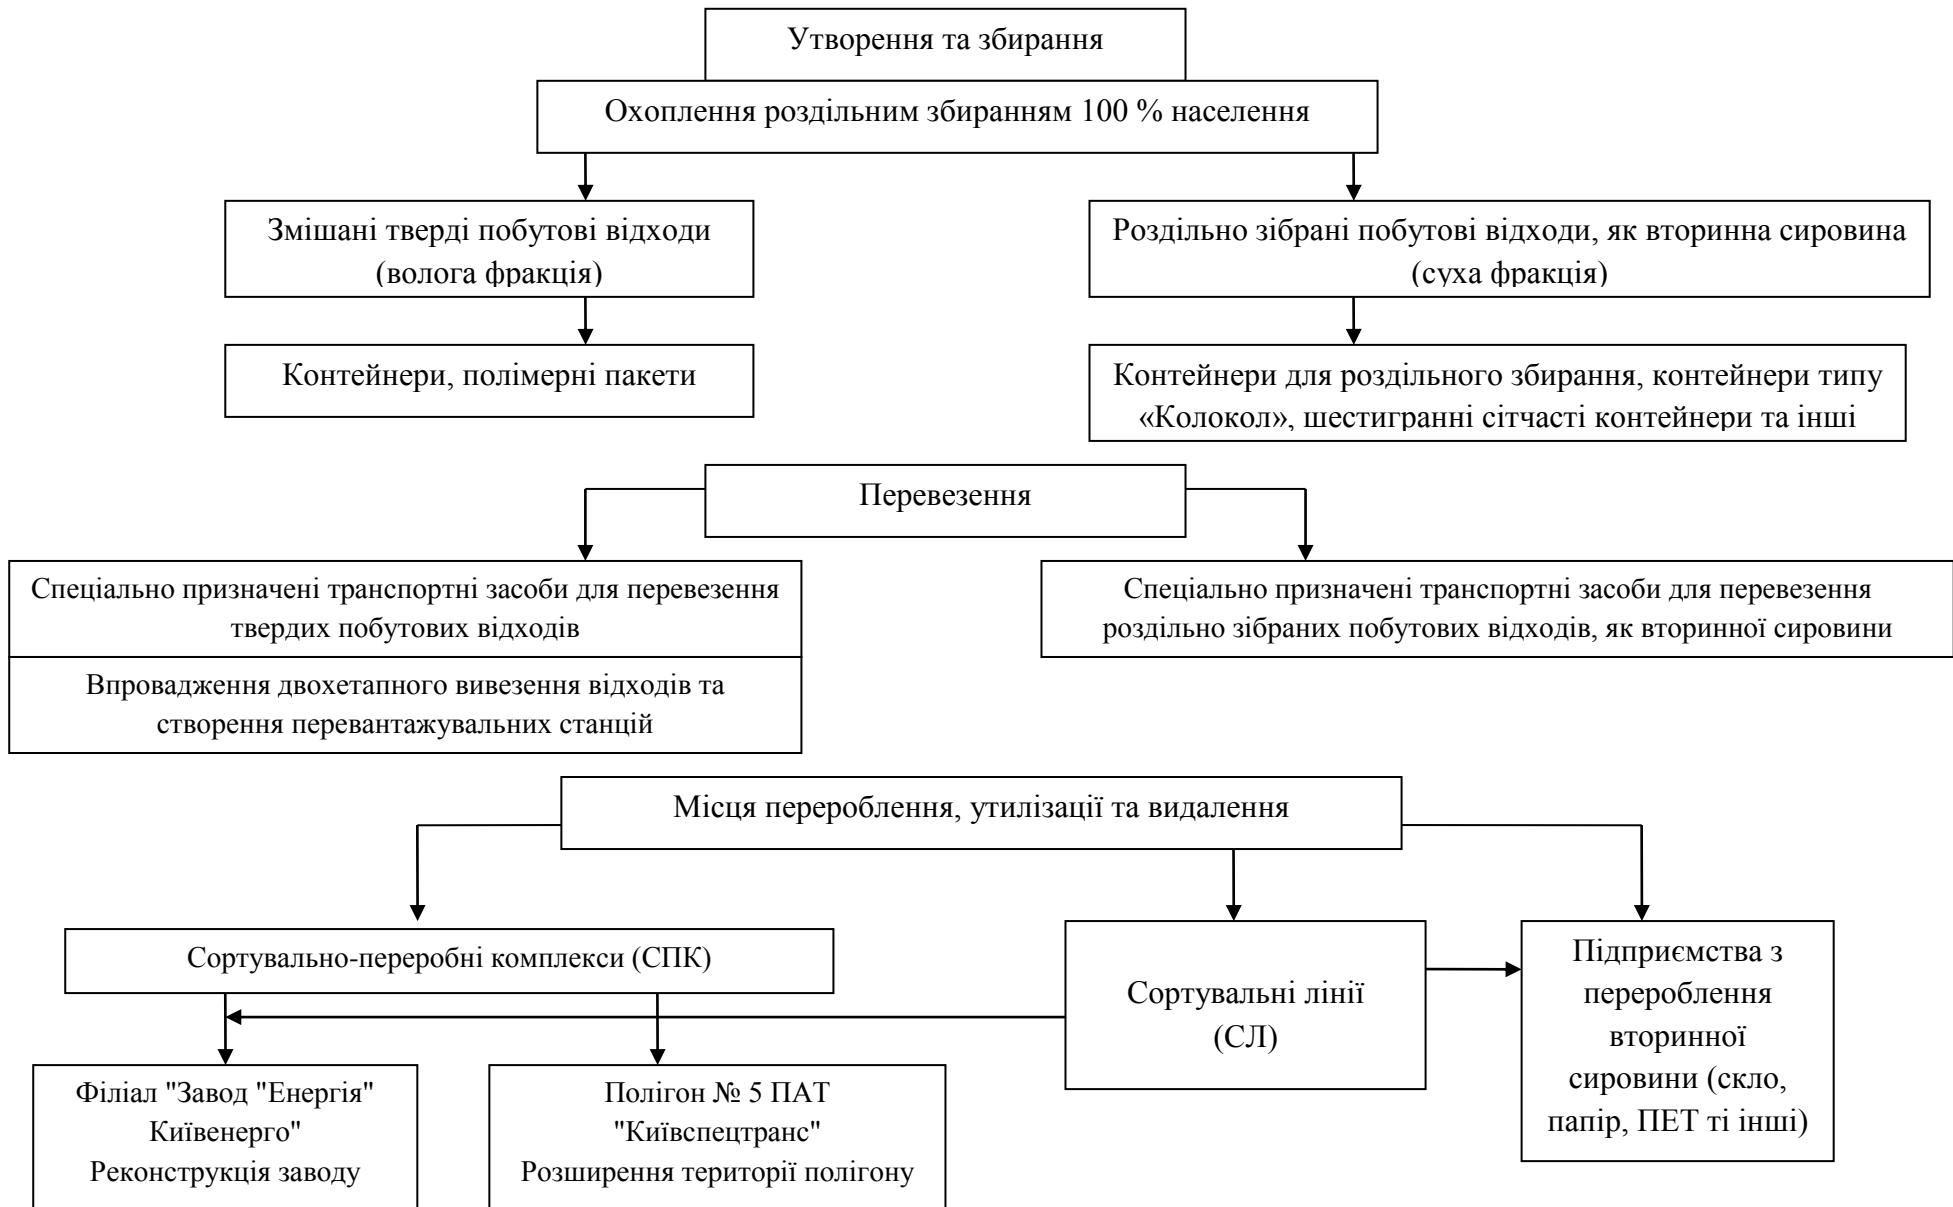 Утворення та збирання
Охоплення роздільним збиранням 100 % населення
Змішані тверді побутові відходи
(волога фракція)
Роздільно зібрані побутові відходи, як вторинна сировина
(суха фракція)
Контейнери, полімерні пакети
Контейнери для роздільного збирання, контейнери типу
«Колокол», шестигранні сітчасті контейнери та інші
Перевезення
Спеціально призначені транспортні засоби для перевезення
твердих побутових відходів
Впровадження двохетапного вивезення відходів та
створення перевантажувальних станцій
Спеціально призначені транспортні засоби для перевезення
роздільно зібраних побутових відходів, як вторинної сировини
Місця перероблення, утилізації та видалення
Сортувально-переробні комплекси (СПК)
Сортувальні лінії
(СЛ)
Підприємства з
перероблення
вторинної
сировини (скло,
папір, ПЕТ ті інші)
Філіал "Завод "Енергія"
Київенерго"
Реконструкція заводу
Полігон № 5 ПАТ
"Київспецтранс"
Розширення території полігону